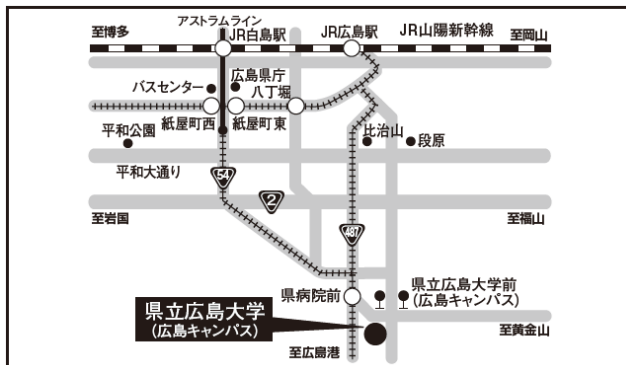 アストラムライン
至博多
JR白島駅
JR広島駅
JR山陽新幹線
至岡山
バスセンター
広島県庁
八丁堀
紙屋町西
紙屋町東
平和公園
比治山
段原
平和大通り
54
2
至岩国
至福山
487
県病院前
県立広島大学前
(広島キャンパス)
県立広島大学
(広島キャンパス)
至黄金山
至広島港